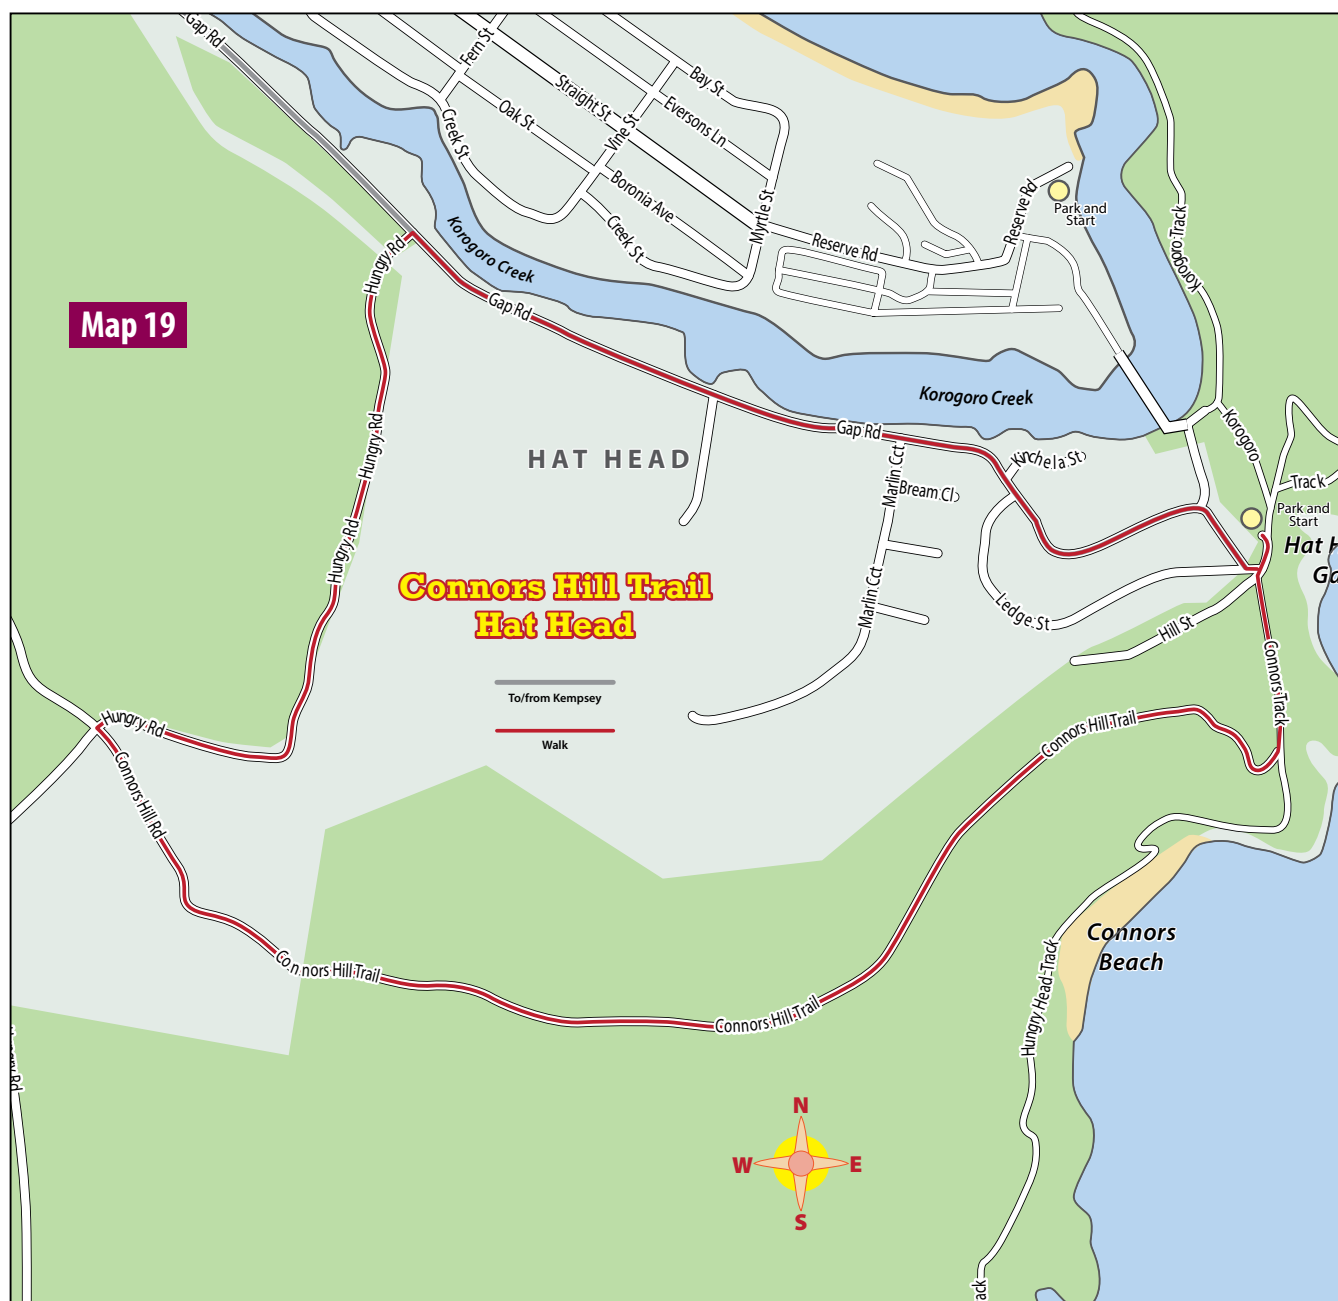 Gap Rd
Fern St
Bay St
Straight St
Oak St
Eversons Ln
Creek St
Vine St
Boronia Ave
Reserve Rd
Park and
Start
Myrtle St
Creek St
Korogoro Creek
Reserve Rd
Korogoro Track
Korogoro
Hungry Rd
Gap Rd
Map 19
Korogoro Creek
Korogoro
Gap Rd
HAT HEAD
Hungry Rd
Kinchela St
Marlin Cct
Bream Cl
Track
Park and
Start
Hat H
Ga
Hungry Rd
Connors Hill Trail
Hat Head
Marlin Cct
Ledge St
Hill St
To/from Kempsey
Walk
Connors Track
Hungry Rd
Connors Hill Trail
Connors Hill Rd
Connors
Beach
Connors Hill Trail
Hungry Head Track
Connors Hill Trail
N
W E
S
ack